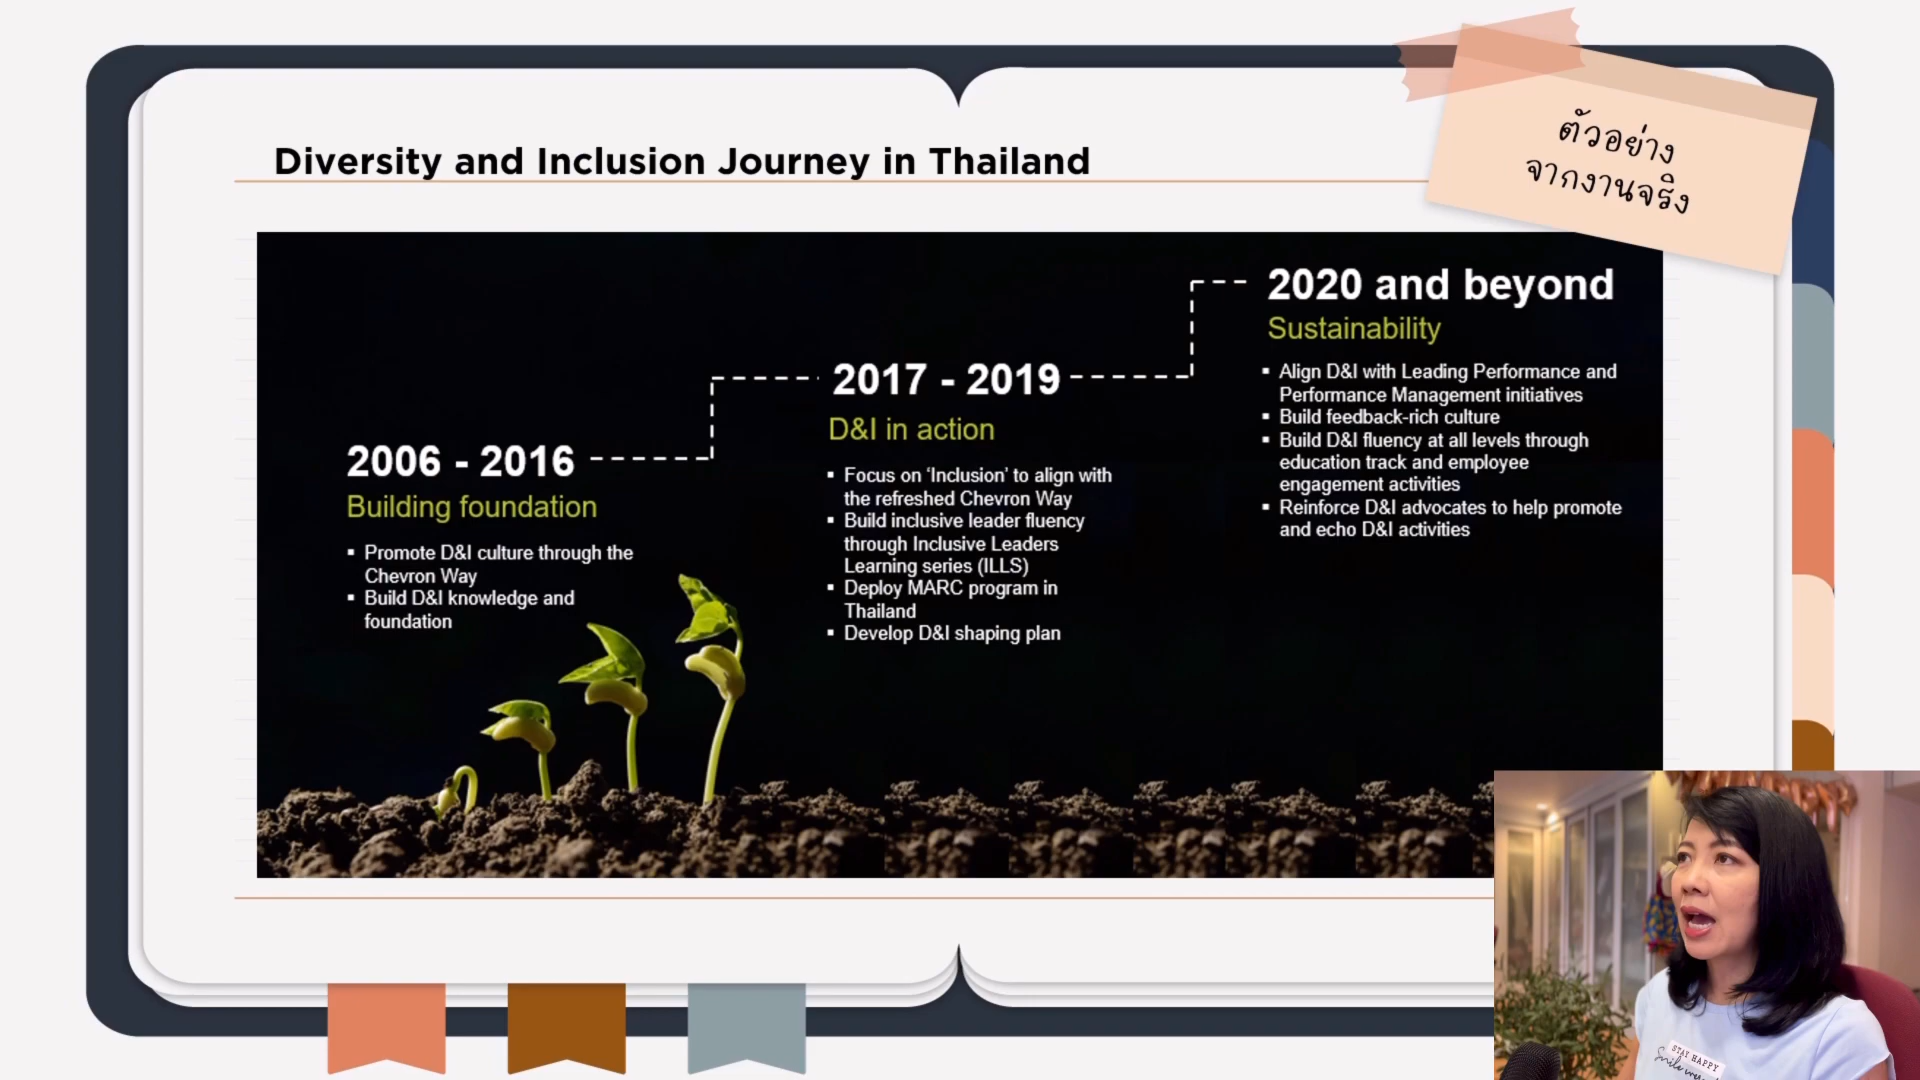 Diversity and Inclusion Journey in Thailand
ตัวอย่าง
จากงานจริง
2006 - 2016
Building foundation
▪ Promote D&I culture through the
Chevron Way
▪ Build D&I knowledge and
foundation
2017 - 2019
D&I in action
▪ Focus on ‘Inclusion’ to align with
the refreshed Chevron Way
▪ Build inclusive leader fluency
through Inclusive Leaders
Learning series (ILLS)
▪ Deploy MARC program in
Thailand
▪ Develop D&I shaping plan
2020 and beyond
Sustainability
▪ Align D&I with Leading Performance and
Performance Management initiatives
▪ Build feedback-rich culture
▪ Build D&I fluency at all levels through
education track and employee
engagement activities
▪ Reinforce D&I advocates to help promote
and echo D&I activities
STAY HAPPY
Smile